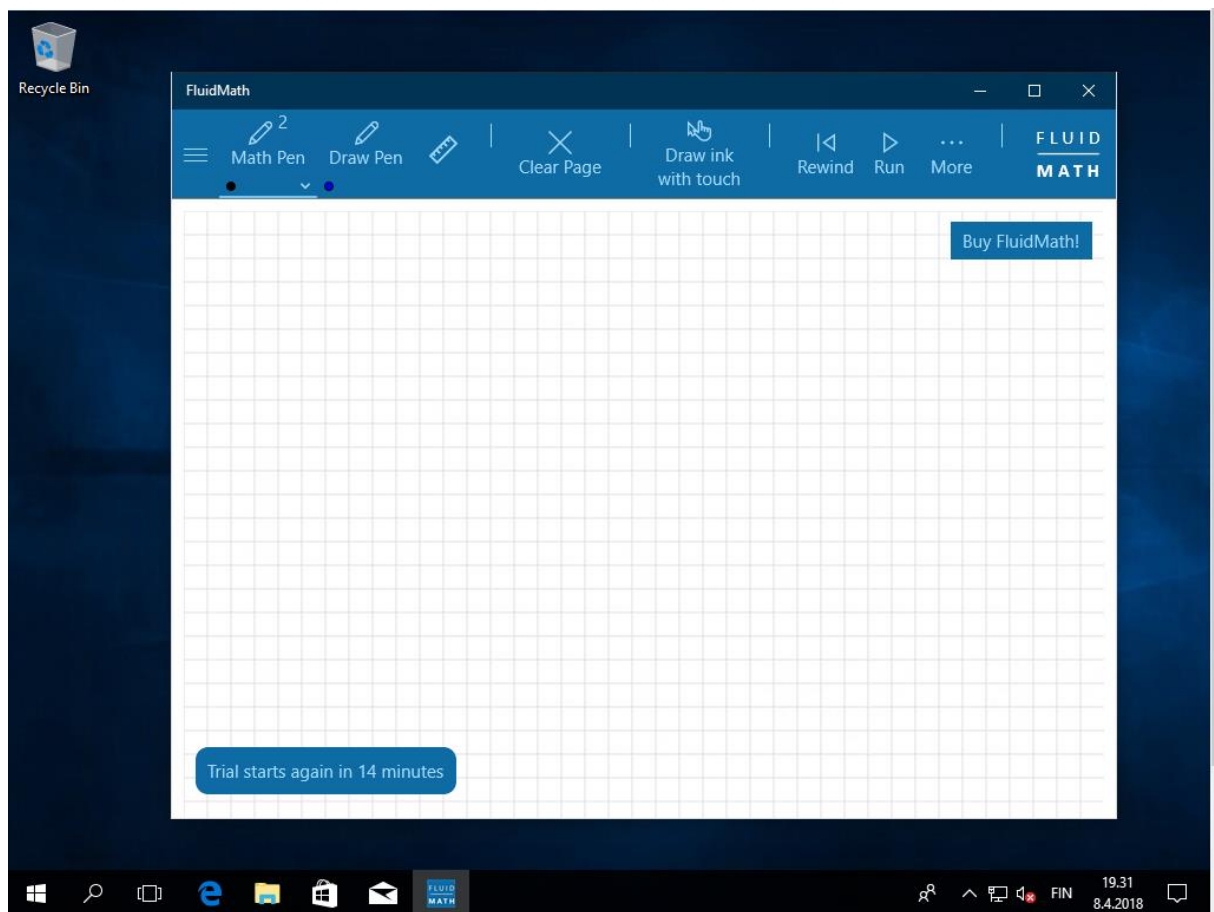 Recycle Bin
FluidMath
2
Math Pen
Draw Pen
Clear Page
Draw ink
with touch
Rewind
Run
More
FLUID
MATH
Buy FluidMath!
Trial starts again in 14 minutes
FLUID
MATH
FIN
19.31
8.4.2018